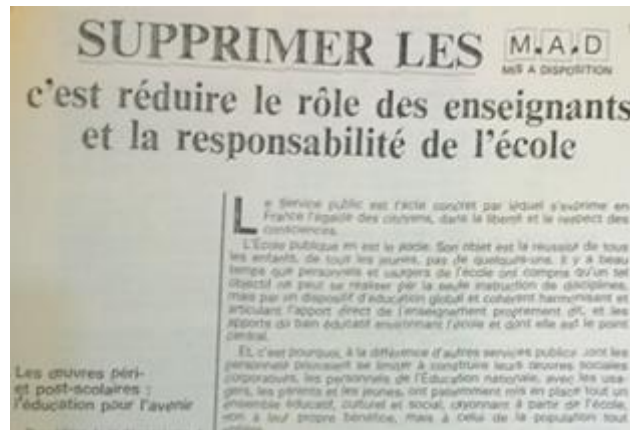 SUPPRIMER LES M.A.D
MIS A DISPOSITION
c'est réduire le rôle des enseignants
et la responsabilité de l'école
Le Service public est l'acte concret par lequel s'exprime en
France l'égalité des citoyens, dans la liberté et le respect des
consciences.
L'École publique en est le Son objet est la réussite de tous
les enfants, de tous les jeunes, pas de quelques-uns. Il y a beau
temps que personnels et usagers de l'école ont compris qu'un tel
objectif ne peut se réaliser par la seule instruction de disciplines,
mais par un dispositif d'éducation global et cohérent harmonisant et
articulant l'apport direct de l'enseignement proprement dit, et les
apports du bain éducatif environnant l'école et dont elle est le point
central.
Et, c'est pourquoi, à la différence d'autres services publics dont les
personnels pouvaient se limiter à construire leurs œuvres sociales
corporatives, les personnels de l'Education nationale, avec les usa-
gers, les parents et les jeunes, ont patiemment mis en place tout un
ensemble éducatif, culturel et social, rayonnant à partir de l'école,
non à leur propre bénéfice, mais à celui de la population tout
Les œuvres péri-
et post-scolaires :
l'éducation pour l'avenir